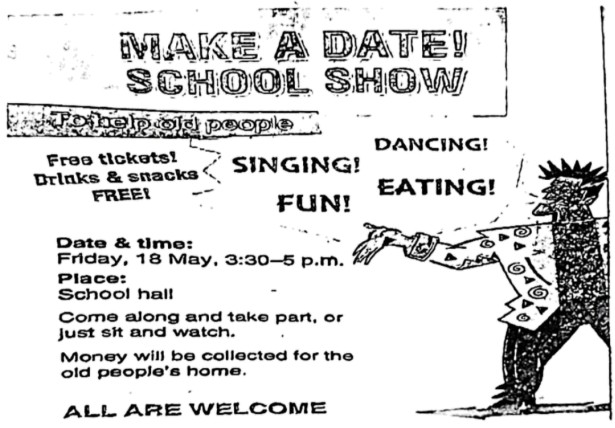 MAKE A DATE!
SCHOOL SHOW
To help old people
Free tickets!
Drinks & snacks
FREE!
SINGING!
FUN!
DANCING!
EATING!
Date & time:
Friday, 18 May, 3:30–5 p.m.
Place:
School hall
Come along and take part, or
just sit and watch.
Money will be collected for the
old people's home.
ALL ARE WELCOME